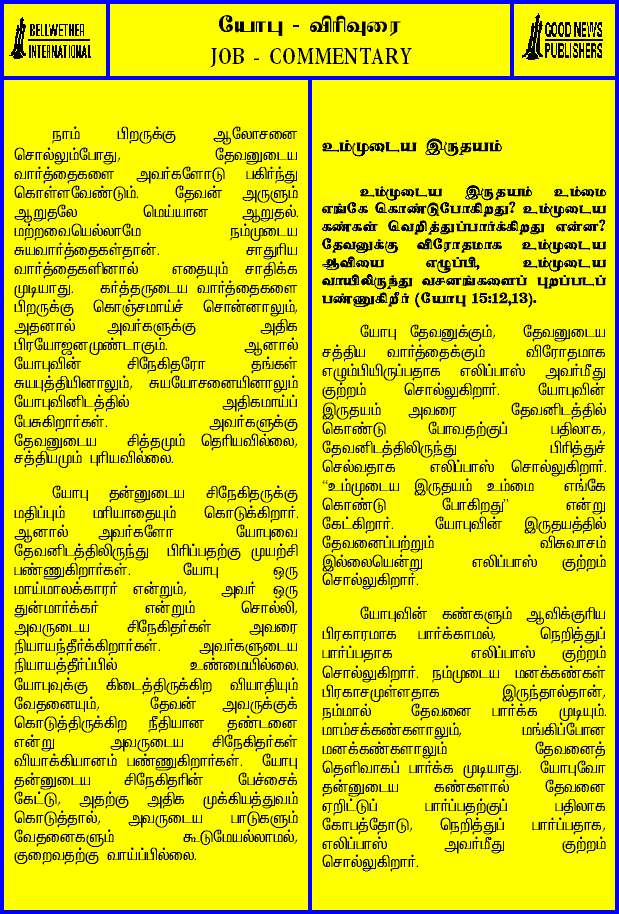 BELLWETHER
INTERNATIONAL
யோபு - விரிவுரை
JOB - COMMENTARY
GOOD NEWS
PUBLISHERS
நாம் பிறருக்கு ஆலோசனை
சொல்லும்போது, தேவனுடைய
வார்த்தைகளை அவர்களோடு பகிர்ந்து
கொள்ளவேண்டும். தேவன் அருளும்
ஆறுதலே மெய்யான ஆறுதல்.
மற்றவையெல்லாமே நம்முடைய
சுயவார்த்தைகள்தான். சாதுரிய
வார்த்தைகளினால் எதையும் சாதிக்க
முடியாது. கர்த்தருடைய வார்த்தைகளை
பிறருக்கு கொஞ்சமாய்ச் சொன்னாலும்,
அதனால் அவர்களுக்கு அதிக
பிரயோஜனமுண்டாகும். ஆனால்
யோபுவின் சிநேகிதரோ தங்கள்
சுயபுத்தியினாலும், சுயயோசனையினாலும்
யோபுவினிடத்தில் அதிகமாய்ப்
பேசுகிறார்கள். அவர்களுக்கு
தேவனுடைய சித்தமும் தெரியவில்லை,
சத்தியமும் புரியவில்லை.
யோபு தன்னுடைய சிநேகிதருக்கு
மதிப்பும் மரியாதையும் கொடுக்கிறார்.
ஆனால் அவர்களோ யோபுவை
தேவனிடத்திலிருந்து பிரிப்பதற்கு முயற்சி
பண்ணுகிறார்கள். யோபு ஒரு
மாய்மாலக்காரர் என்றும், அவர் ஒரு
துன்மார்க்கர் என்றும் சொல்லி,
அவருடைய சிநேகிதர்கள் அவரை
நியாயந்தீர்க்கிறார்கள். அவர்களுடைய
நியாயத்தீர்ப்பில் உண்மையில்லை.
யோபுவுக்கு கிடைத்திருக்கிற வியாதியும்
வேதனையும், தேவன் அவருக்குக்
கொடுத்திருக்கிற நீதியான தண்டனை
என்று அவருடைய சிநேகிதர்கள்
வியாக்கியானம் பண்ணுகிறார்கள். யோபு
தன்னுடைய சிநேகிதரின் பேச்சைக்
கேட்டு, அதற்கு அதிக முக்கியத்துவம்
கொடுத்தால், அவருடைய பாடுகளும்
வேதனைகளும் கூடுமேயல்லாமல்,
குறைவதற்கு வாய்ப்பில்லை.
உம்முடைய இருதயம்
உம்முடைய இருதயம் உம்மை
எங்கே கொண்டுபோகிறது? உம்முடைய
கண்கள் வெறித்துப்பார்க்கிறது என்ன?
தேவனுக்கு விரோதமாக உம்முடைய
ஆவியை எழுப்பி, உம்முடைய
வாயிலிருந்து வசனங்களைப் புறப்படப்
பண்ணுகிறீர் (யோபு 15:12,13).
யோபு தேவனுக்கும், தேவனுடைய
சத்திய வார்த்தைக்கும் விரோதமாக
எழும்பியிருப்பதாக எலிப்பாஸ் அவர்மீது
குற்றம் சொல்லுகிறார். யோபுவின்
இருதயம் அவரை தேவனிடத்தில்
கொண்டு போவதற்குப் பதிலாக,
தேவனிடத்திலிருந்து பிரித்துச்
செல்வதாக எலிப்பாஸ் சொல்லுகிறார்.
“உம்முடைய இருதயம் உம்மை எங்கே
கொண்டு போகிறது” என்று
கேட்கிறார். யோபுவின் இருதயத்தில்
தேவனைப்பற்றும் விசுவாசம்
இல்லையென்று எலிப்பாஸ் குற்றம்
சொல்லுகிறார்.
யோபுவின் கண்களும் ஆவிக்குரிய
பிரகாரமாக பார்க்காமல், நெறித்துப்
பார்ப்பதாக எலிப்பாஸ் குற்றம்
சொல்லுகிறார். நம்முடைய மனக்கண்கள்
பிரகாசமுள்ளதாக இருந்தால்தான்,
நம்மால் தேவனை பார்க்க முடியும்.
மாம்சக்கண்களாலும், மங்கிப்போன
மனக்கண்களாலும் தேவனைத்
தெளிவாகப் பார்க்க முடியாது. யோபுவோ
தன்னுடைய கண்களால் தேவனை
ஏறிட்டுப் பார்ப்பதற்குப் பதிலாக
கோபத்தோடு, நெறித்துப் பார்ப்பதாக,
எலிப்பாஸ் அவர்மீது குற்றம்
சொல்லுகிறார்.